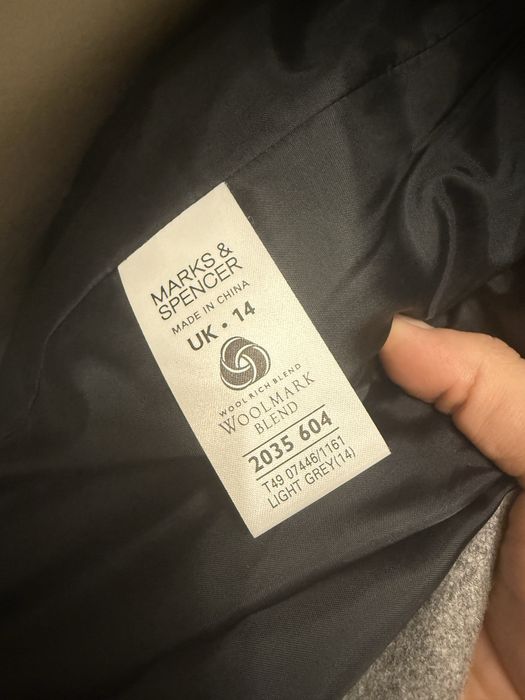 MARKS &
SPENCER
MADE IN CHINA
UK • 14
WOOL RICH BLEND
WOOLMARK
BLEND
2035 604
T49 07446/1161
LIGHT GREY(14)